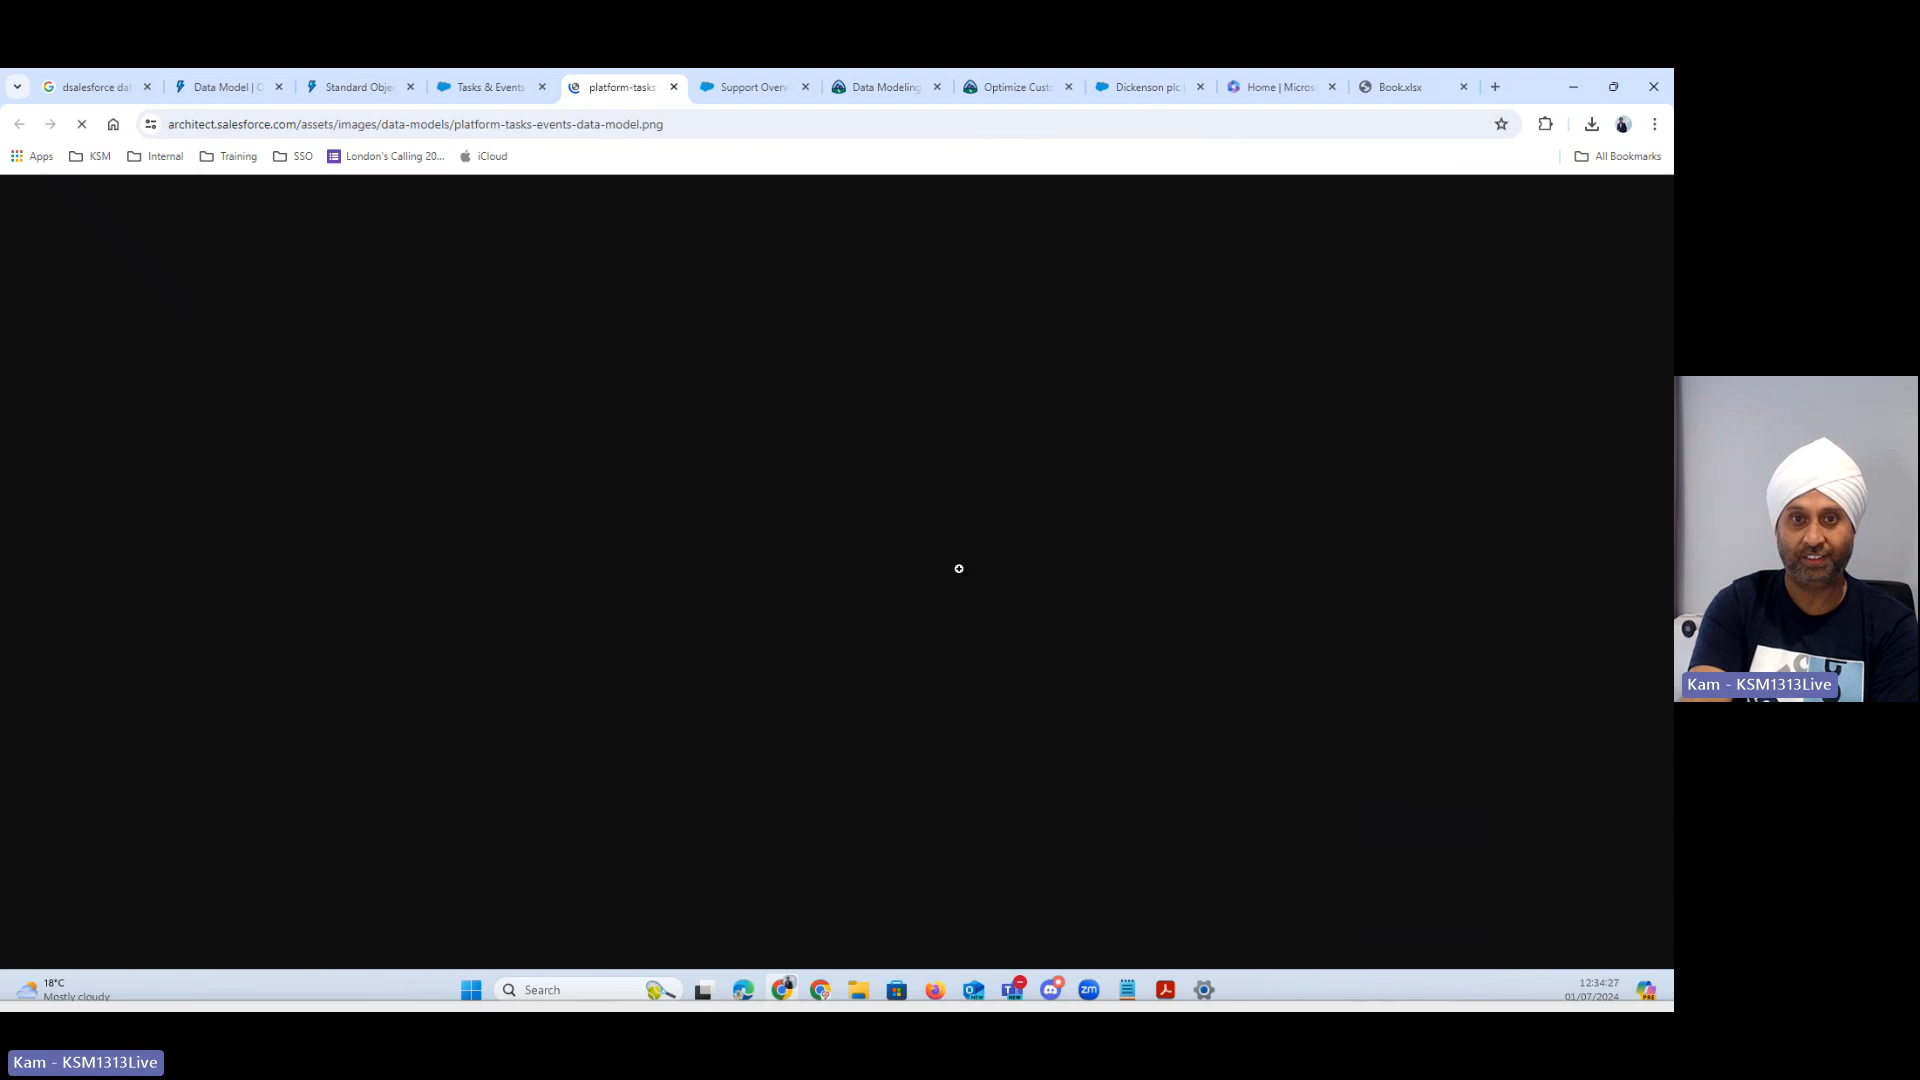 dsalesforce dat
Data Model | O
Standard Obje
Tasks & Events
platform-tasks
Support Overv
Data Modeling
Optimize Custo
Dickenson plc |
Home | Micros
Book.xlsx
architect.salesforce.com/assets/images/data-models/platform-tasks-events-data-model.png
Apps KSM Internal Training SSO London's Calling 20... iCloud All Bookmarks
Kam - KSM1313Live
18°C
Mostly cloudy
Search
12:34:27
01/07/2024
Kam - KSM1313Live